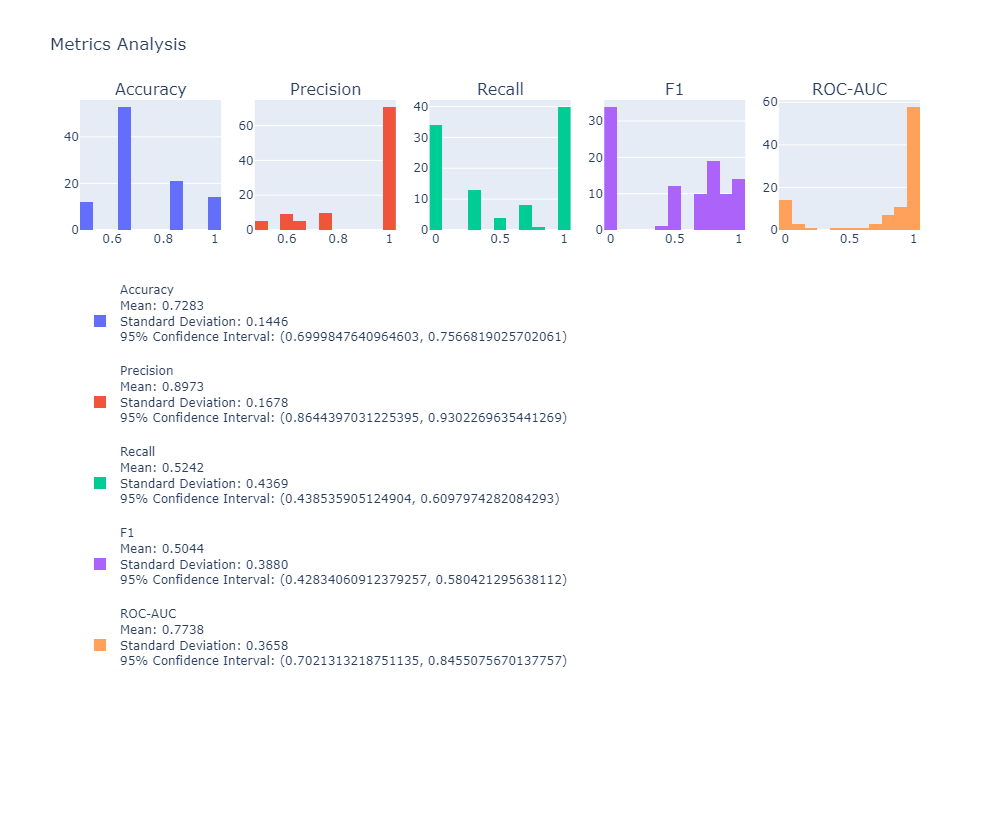 Metrics Analysis
Accuracy Precision Recall F1 ROC-AUC
40
20
0
0.6 0.8 1
60
40
20
0
0.6 0.8 1
40
30
20
10
0
0 0.5 1
30
20
10
0
0 0.5 1
60
40
20
0
0 0.5 1
Accuracy
Mean: 0.7283
Standard Deviation: 0.1446
95% Confidence Interval: (0.6999847640964603, 0.7566819025702061)
Precision
Mean: 0.8973
Standard Deviation: 0.1678
95% Confidence Interval: (0.8644397031225395, 0.9302269635441269)
Recall
Mean: 0.5242
Standard Deviation: 0.4369
95% Confidence Interval: (0.438535905124904, 0.6097974282084293)
F1
Mean: 0.5044
Standard Deviation: 0.3880
95% Confidence Interval: (0.42834060912379257, 0.580421295638112)
ROC-AUC
Mean: 0.7738
Standard Deviation: 0.3658
95% Confidence Interval: (0.7021313218751135, 0.8455075670137757)